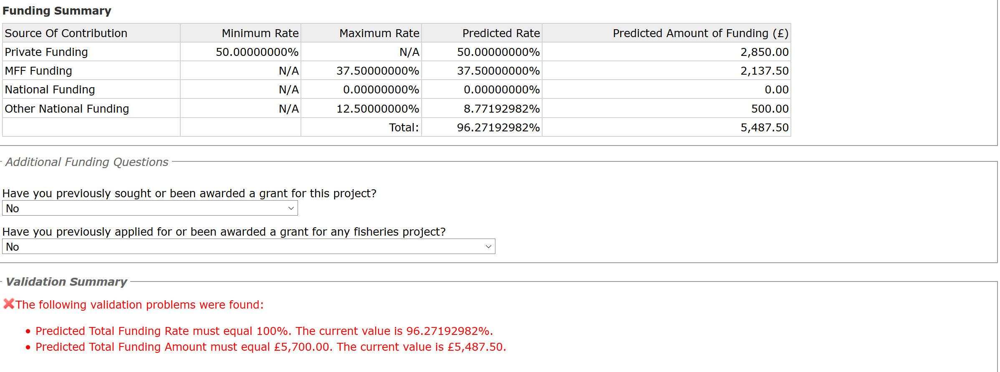 Funding Summary
Source Of Contribution Minimum Rate Maximum Rate Predicted Rate Predicted Amount of Funding (£)
Private Funding 50.00000000% N/A 50.00000000% 2,850.00
MFF Funding N/A 37.50000000% 37.50000000% 2,137.50
National Funding N/A 0.00000000% 0.00000000% 0.00
Other National Funding N/A 12.50000000% 8.77192982% 500.00
Total: 96.27192982% 5,487.50
Additional Funding Questions
Have you previously sought or been awarded a grant for this project?
No
Have you previously applied for or been awarded a grant for any fisheries project?
No
Validation Summary
The following validation problems were found:
• Predicted Total Funding Rate must equal 100%. The current value is 96.27192982%.
• Predicted Total Funding Amount must equal £5,700.00. The current value is £5,487.50.